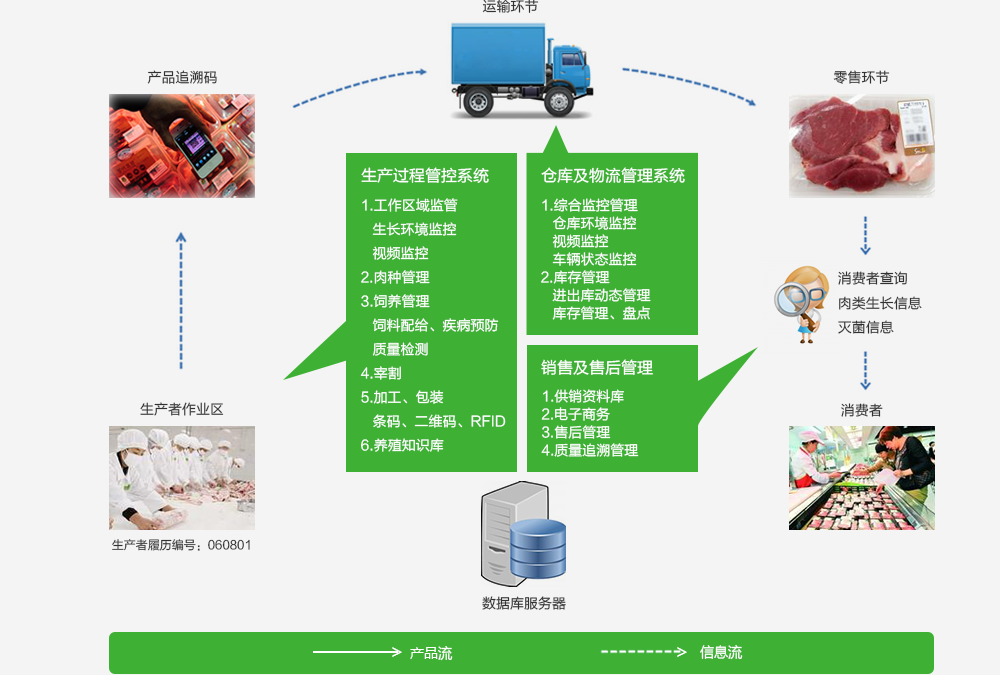 运输环节
产品追溯码
零售环节
生产过程管控系统
1.工作区域监管
生长环境监控
视频监控
2.肉种管理
3.饲养管理
饲料配给、疾病预防
质量检测
4.宰割
5.加工、包装
条码、二维码、RFID
6.养殖知识库
仓库及物流管理系统
1.综合监控管理
仓库环境监控
视频监控
车辆状态监控
2.库存管理
进出库动态管理
库存管理、盘点
销售及售后管理
1.供销资料库
2.电子商务
3.售后管理
4.质量追溯管理
消费者查询
肉类生长信息
灭菌信息
生产者作业区
消费者
生产者履历编号：060801
数据库服务器
产品流
信息流